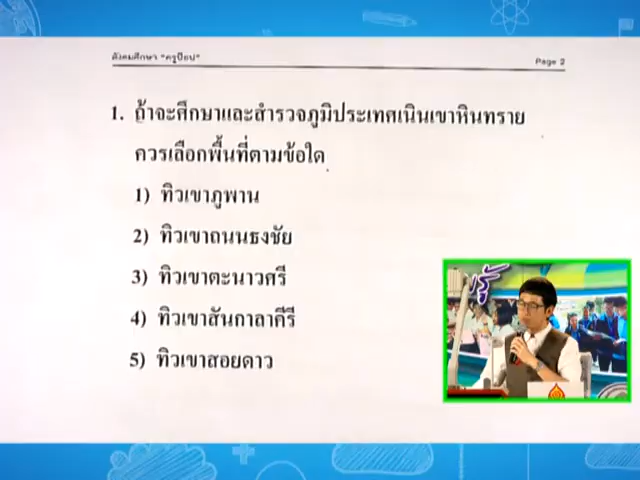 สังคมศึกษา "ครูป๊อป"
Page 2
1. ถ้าจะศึกษาและสำรวจภูมิประเทศเนินเขาหินทราย
ควรเลือกพื้นที่ตามข้อใด
1) ทิวเขาภูพาน
2) ทิวเขาถนนธงชัย
3) ทิวเขาตะนาวศรี
4) ทิวเขาสันกาลาคีรี
5) ทิวเขาสอยดาว